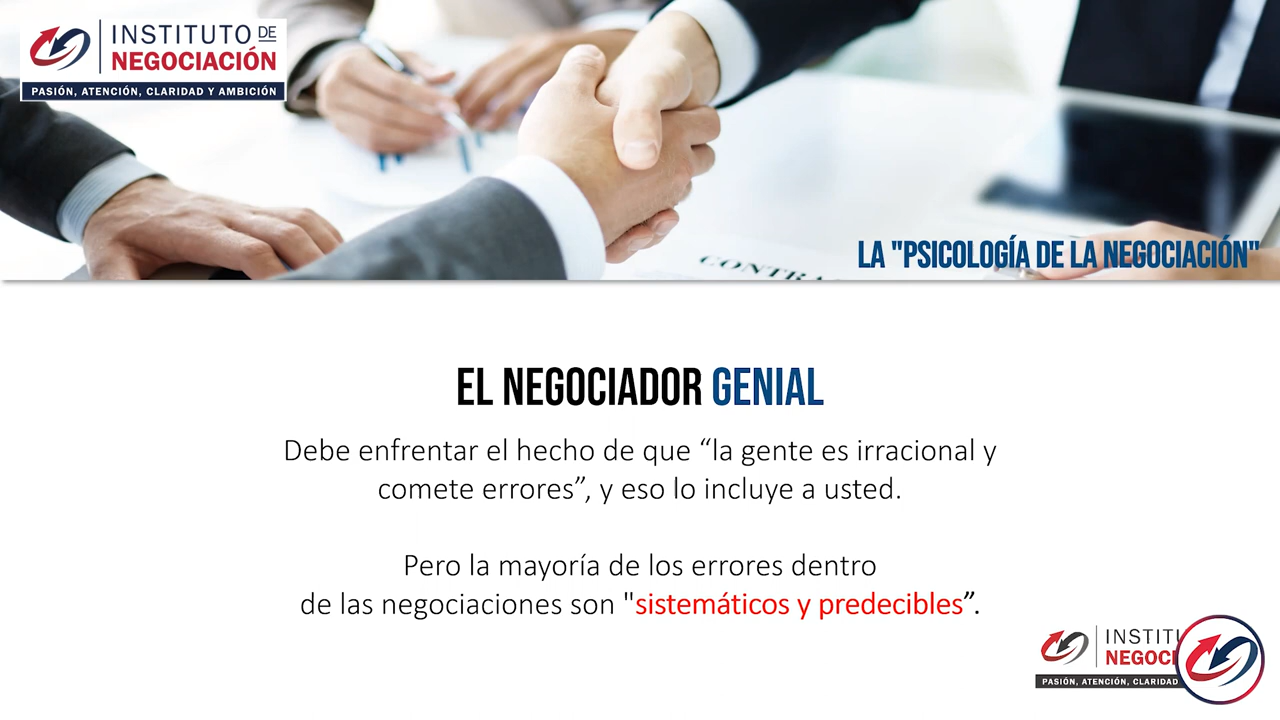 INSTITUTO DE
NEGOCIACIÓN
PASIÓN, ATENCIÓN, CLARIDAD Y AMBICIÓN
LA "PSICOLOGÍA DE LA NEGOCIACIÓN"
EL NEGOCIADOR GENIAL
Debe enfrentar el hecho de que “la gente es irracional y
comete errores”, y eso lo incluye a usted.
Pero la mayoría de los errores dentro
de las negociaciones son "sistemáticos y predecibles”.
PASIÓN, ATENCIÓN, CLARIDAD